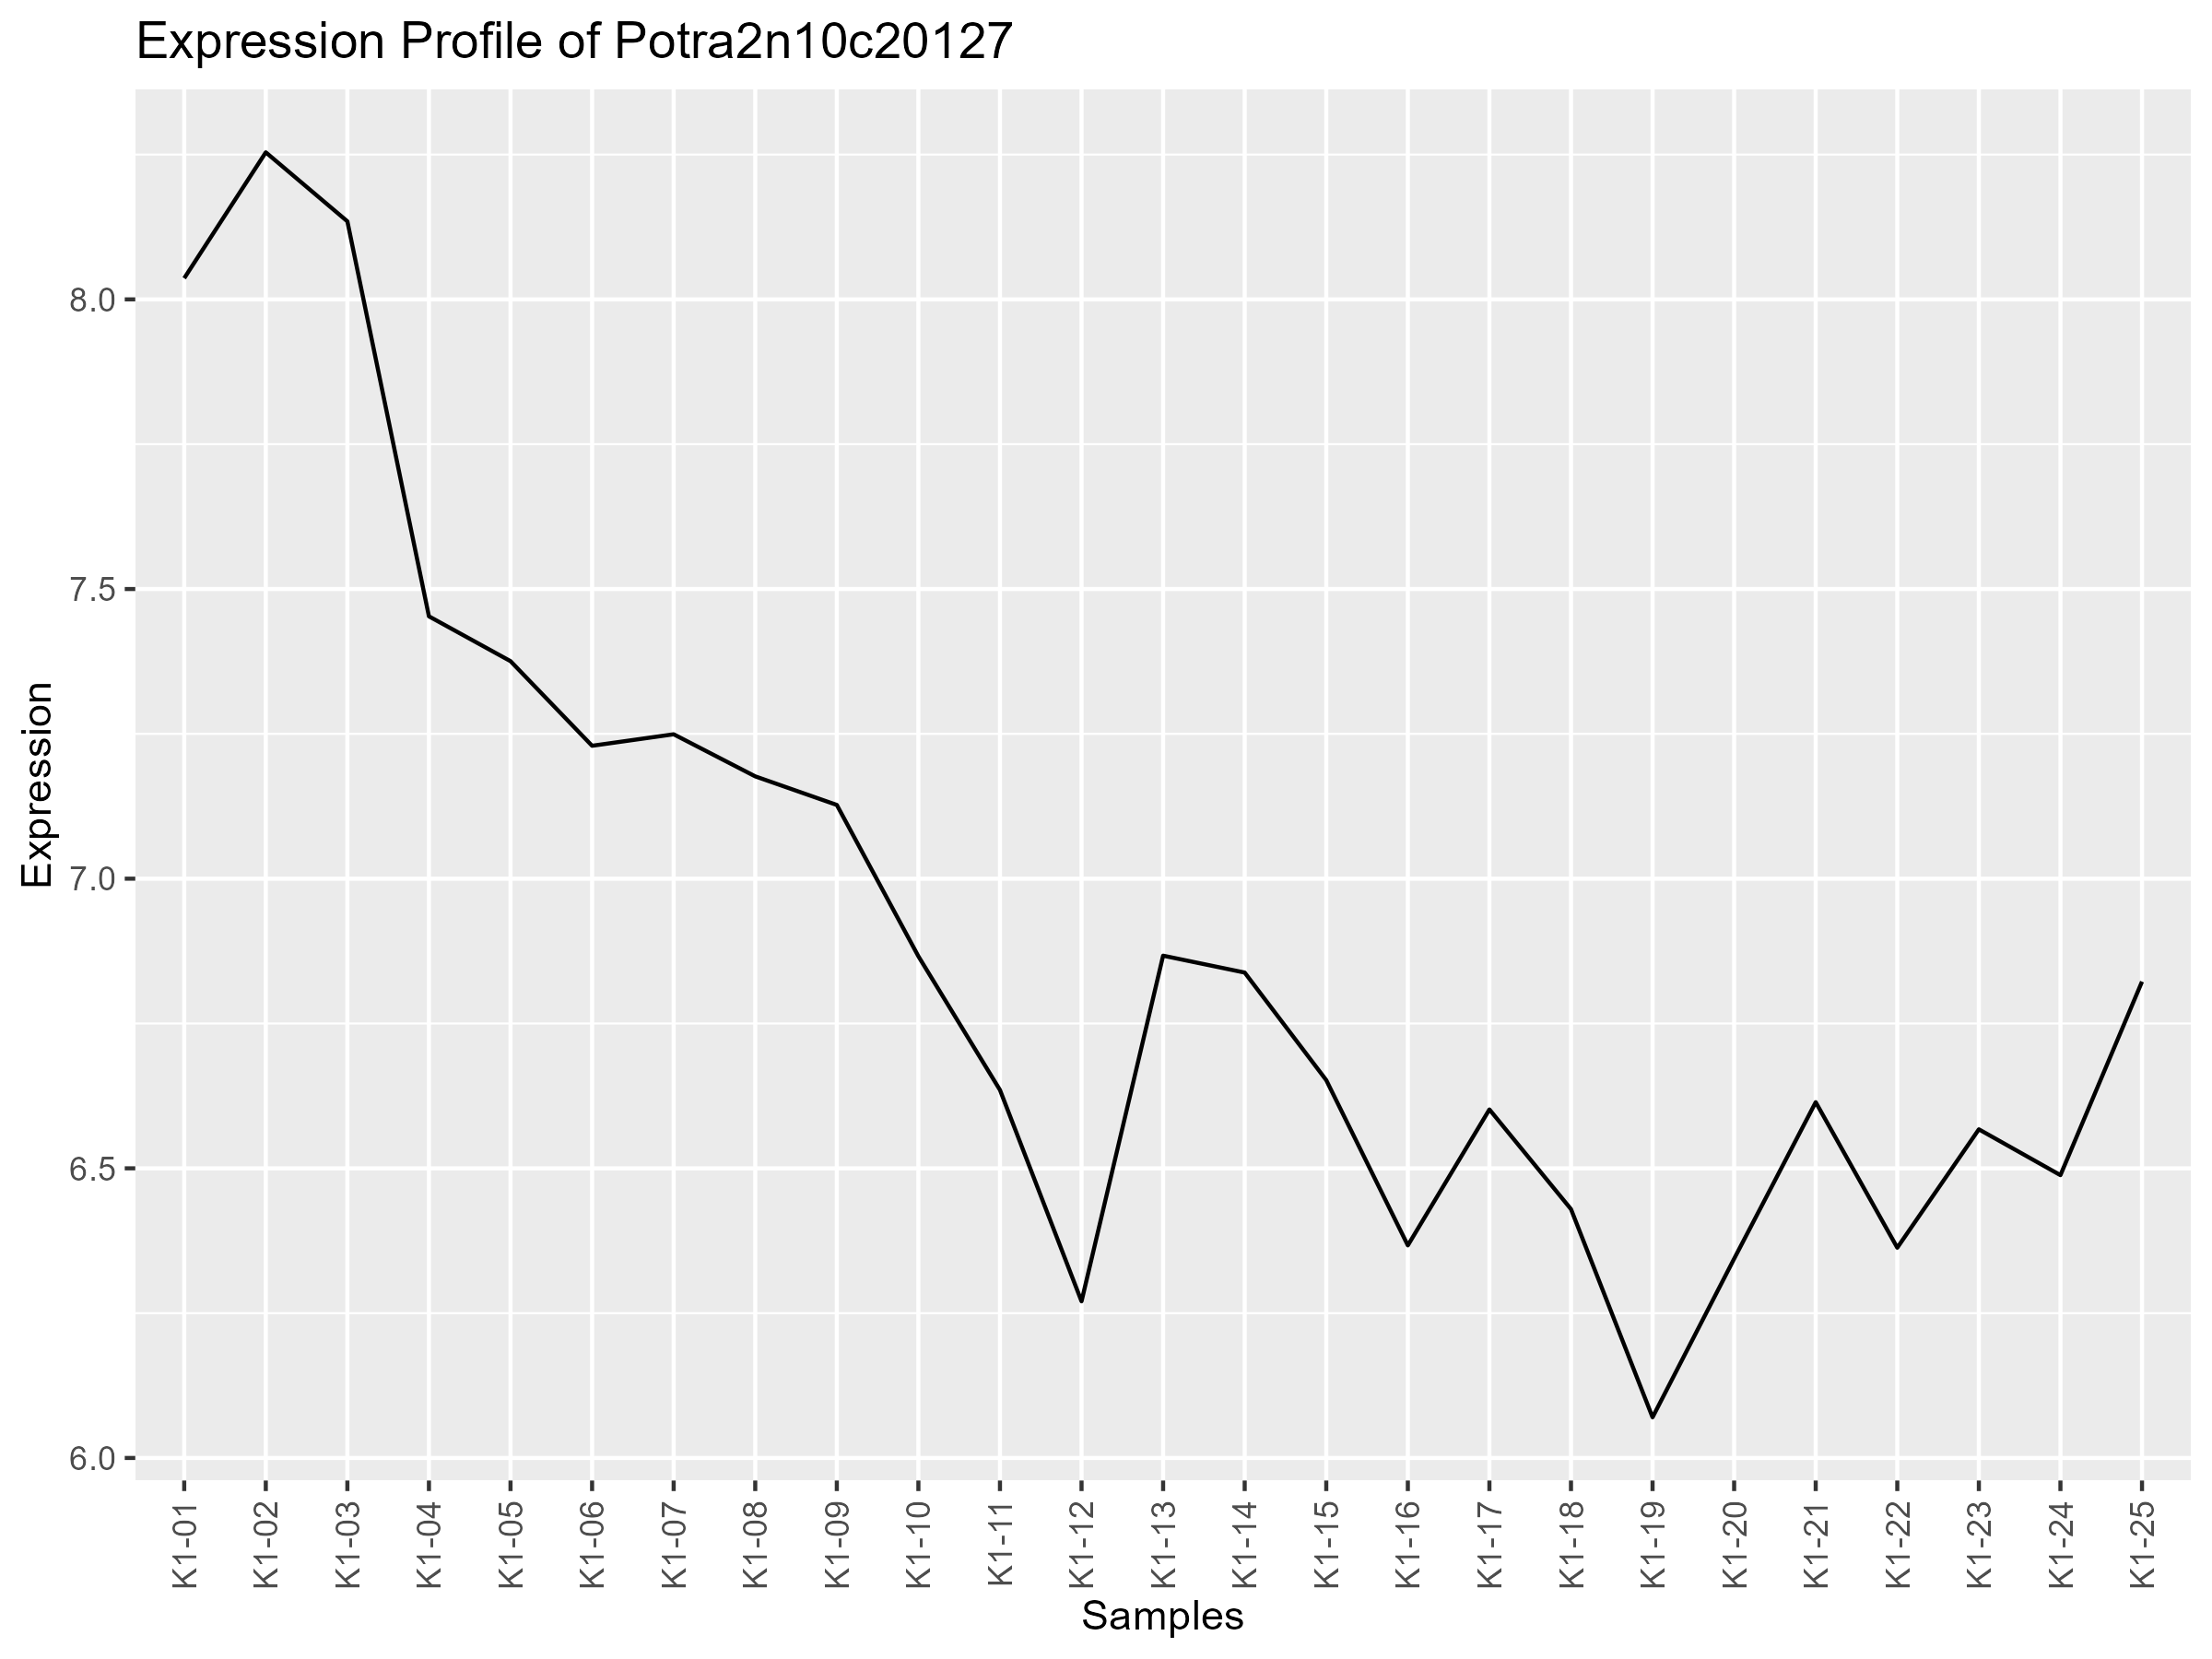 Expression Profile of Potra2n10c20127
Expression
8.0
7.5
7.0
6.5
6.0
K1-01
K1-02
K1-03
K1-04
K1-05
K1-06
K1-07
K1-08
K1-09
K1-10
K1-11
K1-12
K1-13
K1-14
K1-15
K1-16
K1-17
K1-18
K1-19
K1-20
K1-21
K1-22
K1-23
K1-24
K1-25
Samples